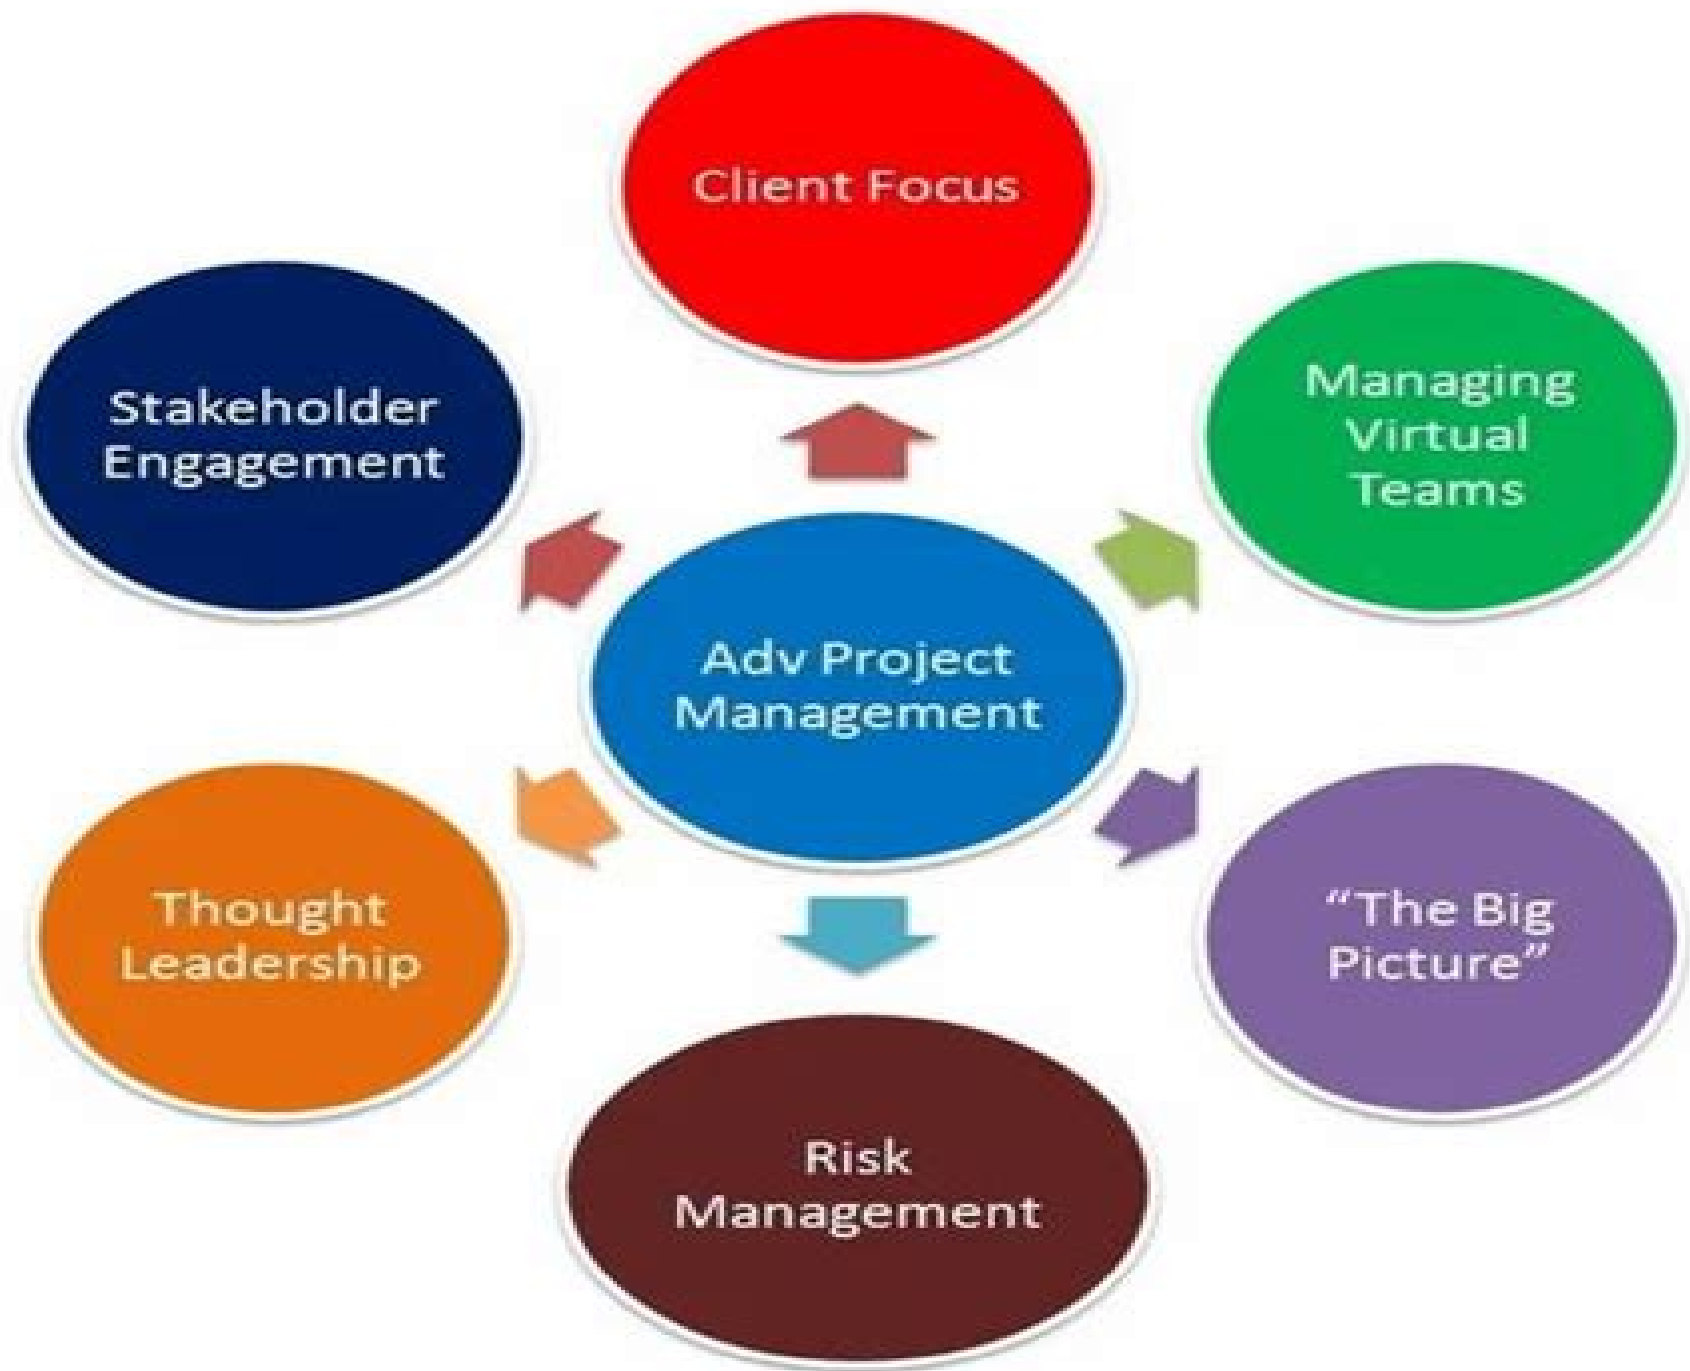 Client Focus
Stakeholder
Engagement
Managing
Virtual
Teams
Adv Project
Management
Thought
Leadership
“The Big
Picture”
Risk
Management